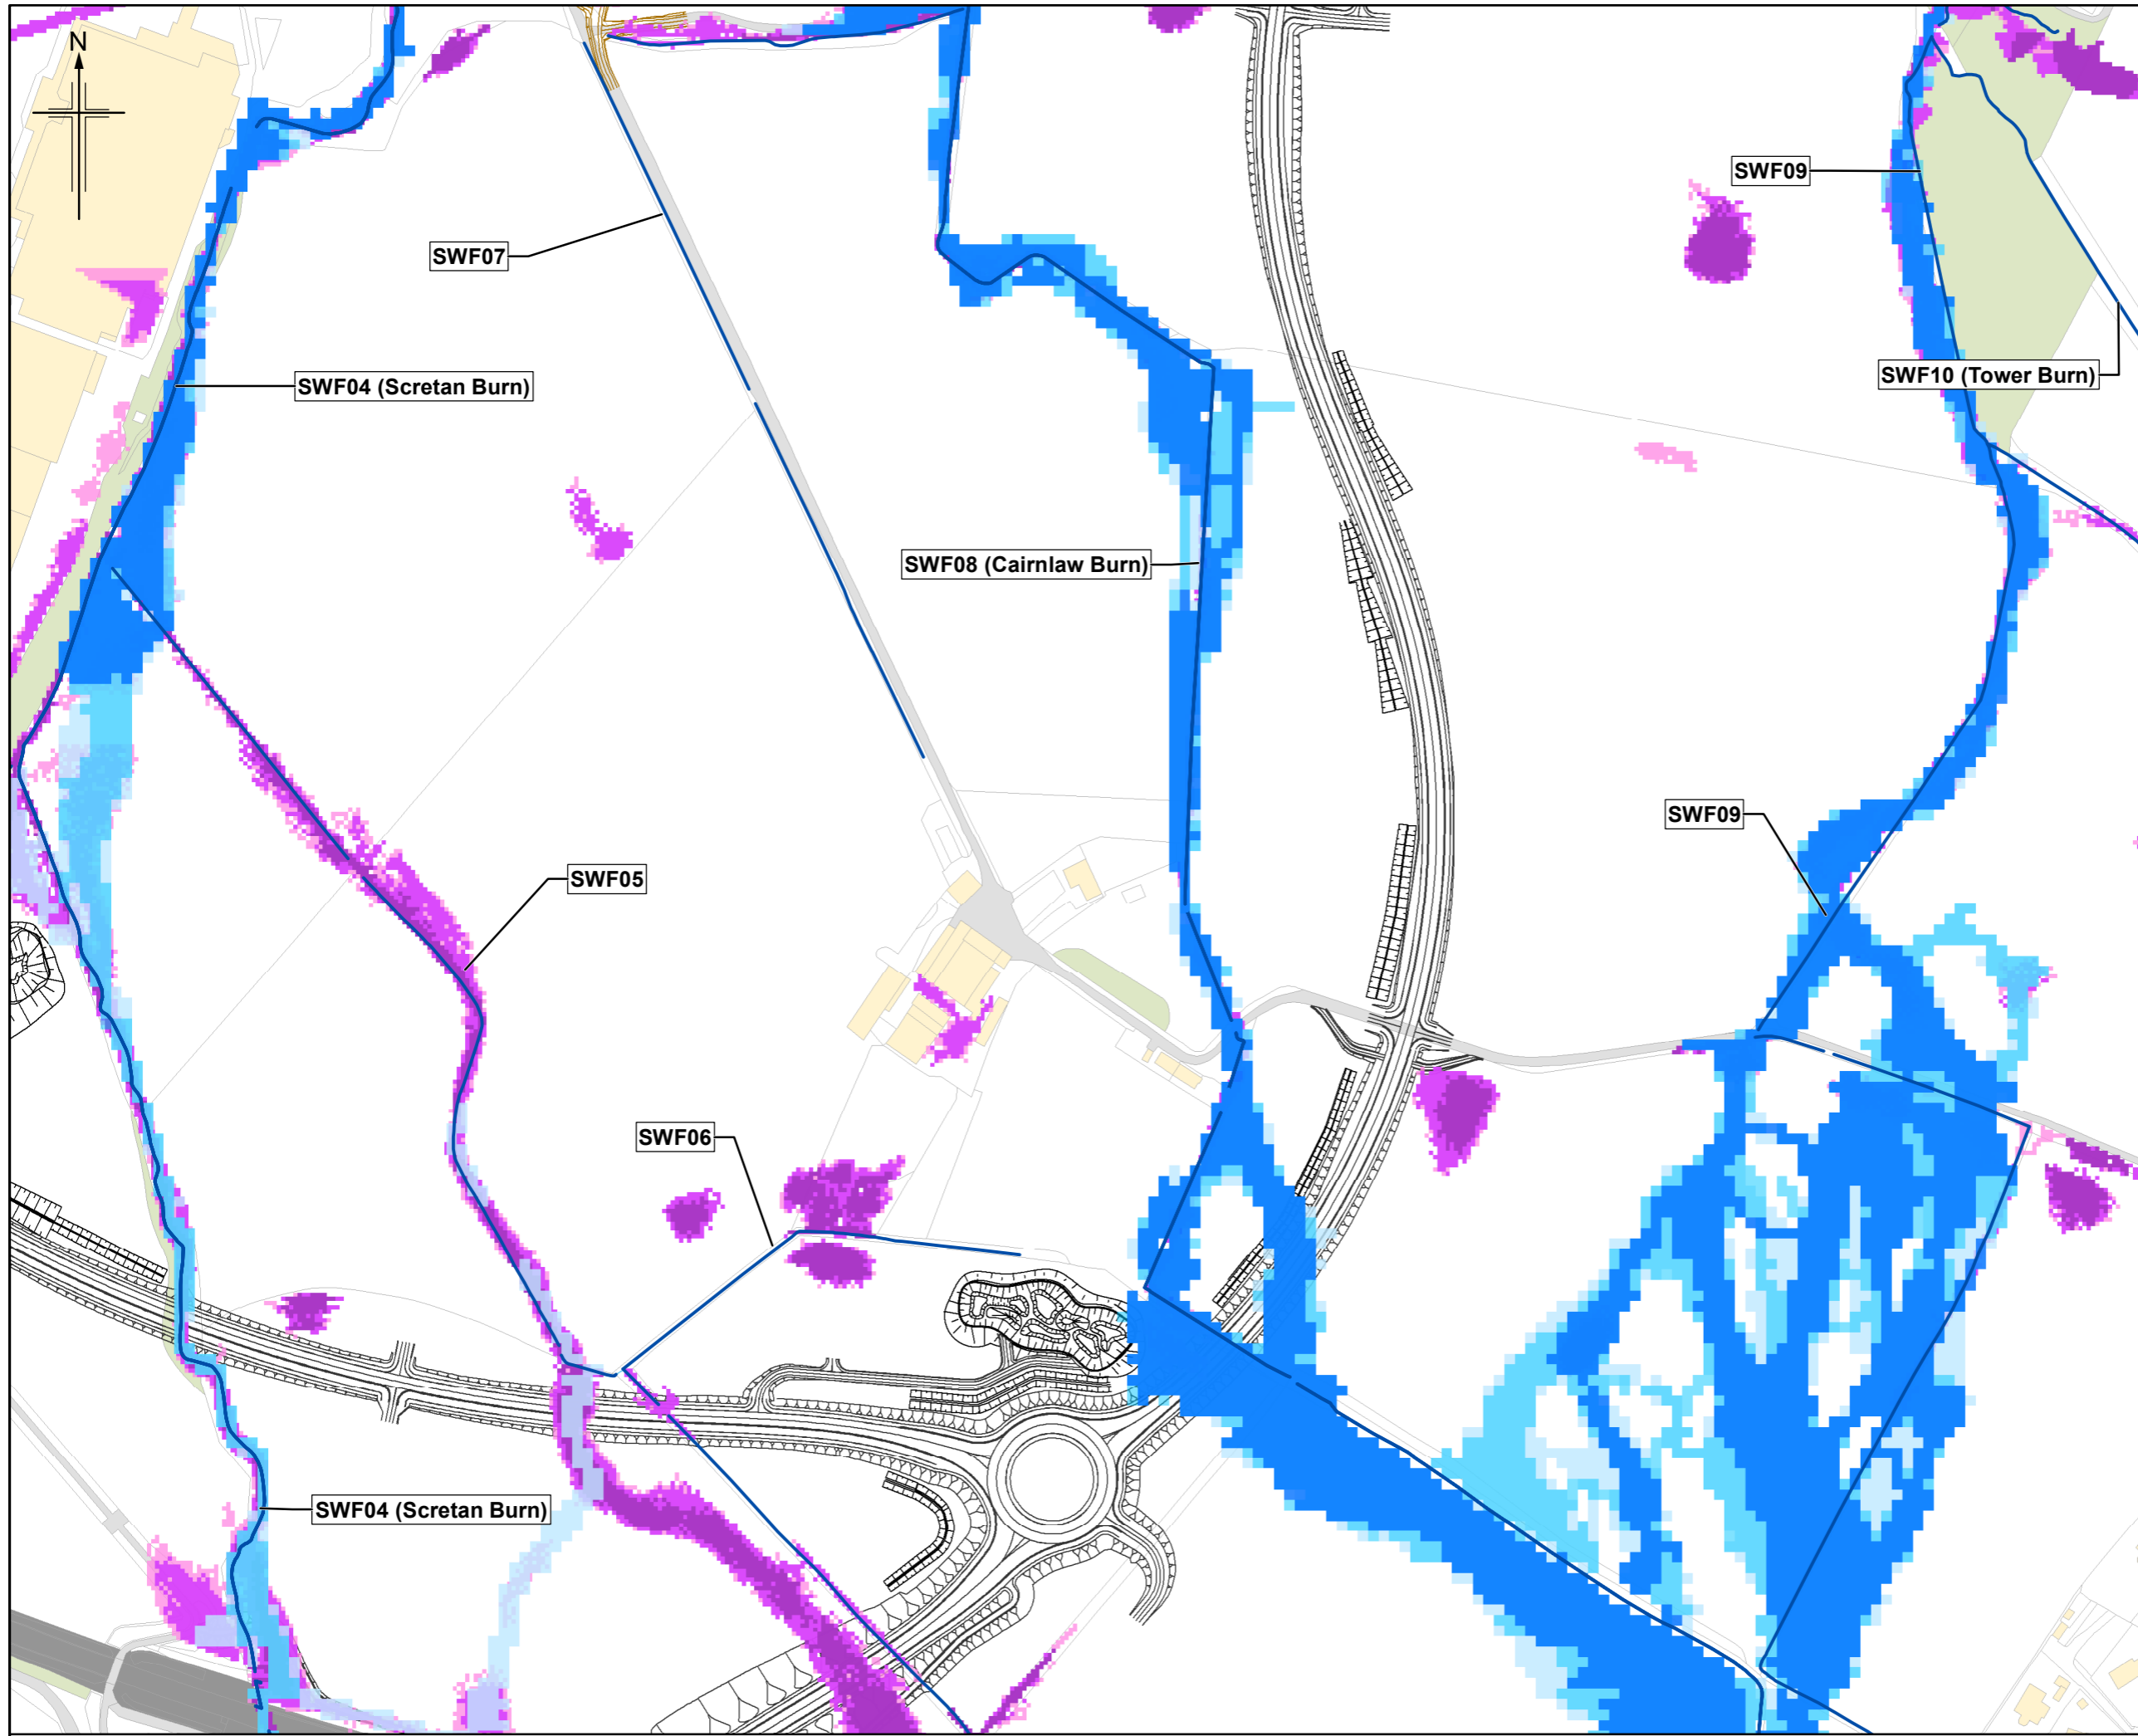 N
SWF09
SWF07
SWF10 (Tower Burn)
SWF04 (Scretan Burn)
SWF08 (Cairnlaw Burn)
SWF09
SWF05
SWF06
SWF04 (Scretan Burn)